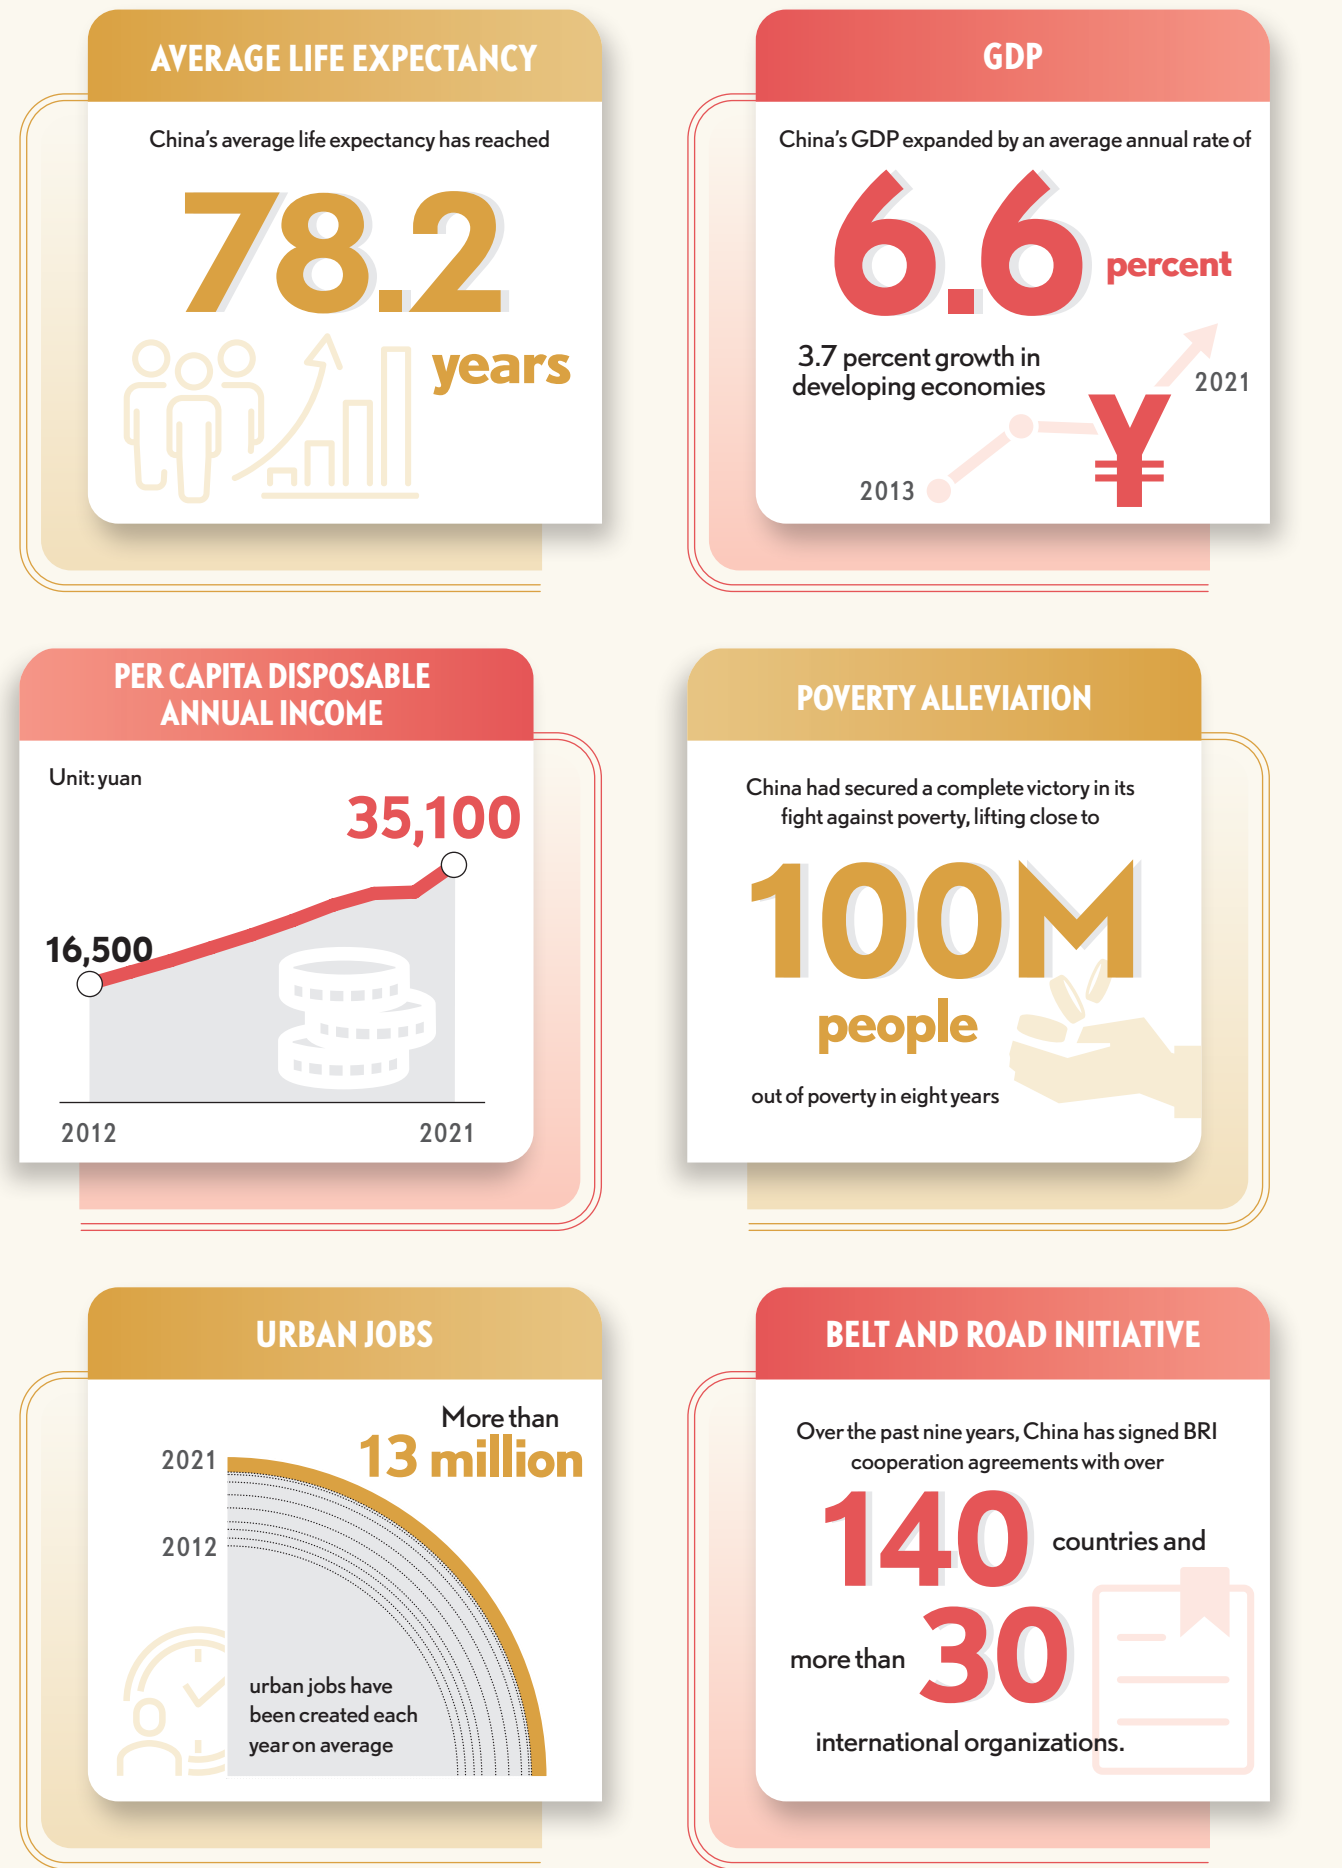 AVERAGE LIFE EXPECTANCY
China's average life expectancy has reached
78.2
years
GDP
China's GDP expanded by an average annual rate of
6.6
percent
3.7 percent growth in
developing economies
2021
¥
2013
PER CAPITA DISPOSABLE
ANNUAL INCOME
Unit: yuan
35,100
16,500
2012
2021
POVERTY ALLEVIATION
China had secured a complete victory in its
fight against poverty, lifting close to
100M
people
out of poverty in eight years
URBAN JOBS
More than
13 million
2021
2012
urban jobs have
been created each
year on average
BELT AND ROAD INITIATIVE
Over the past nine years, China has signed BRI
cooperation agreements with over
140
countries and
more than
30
international organizations.